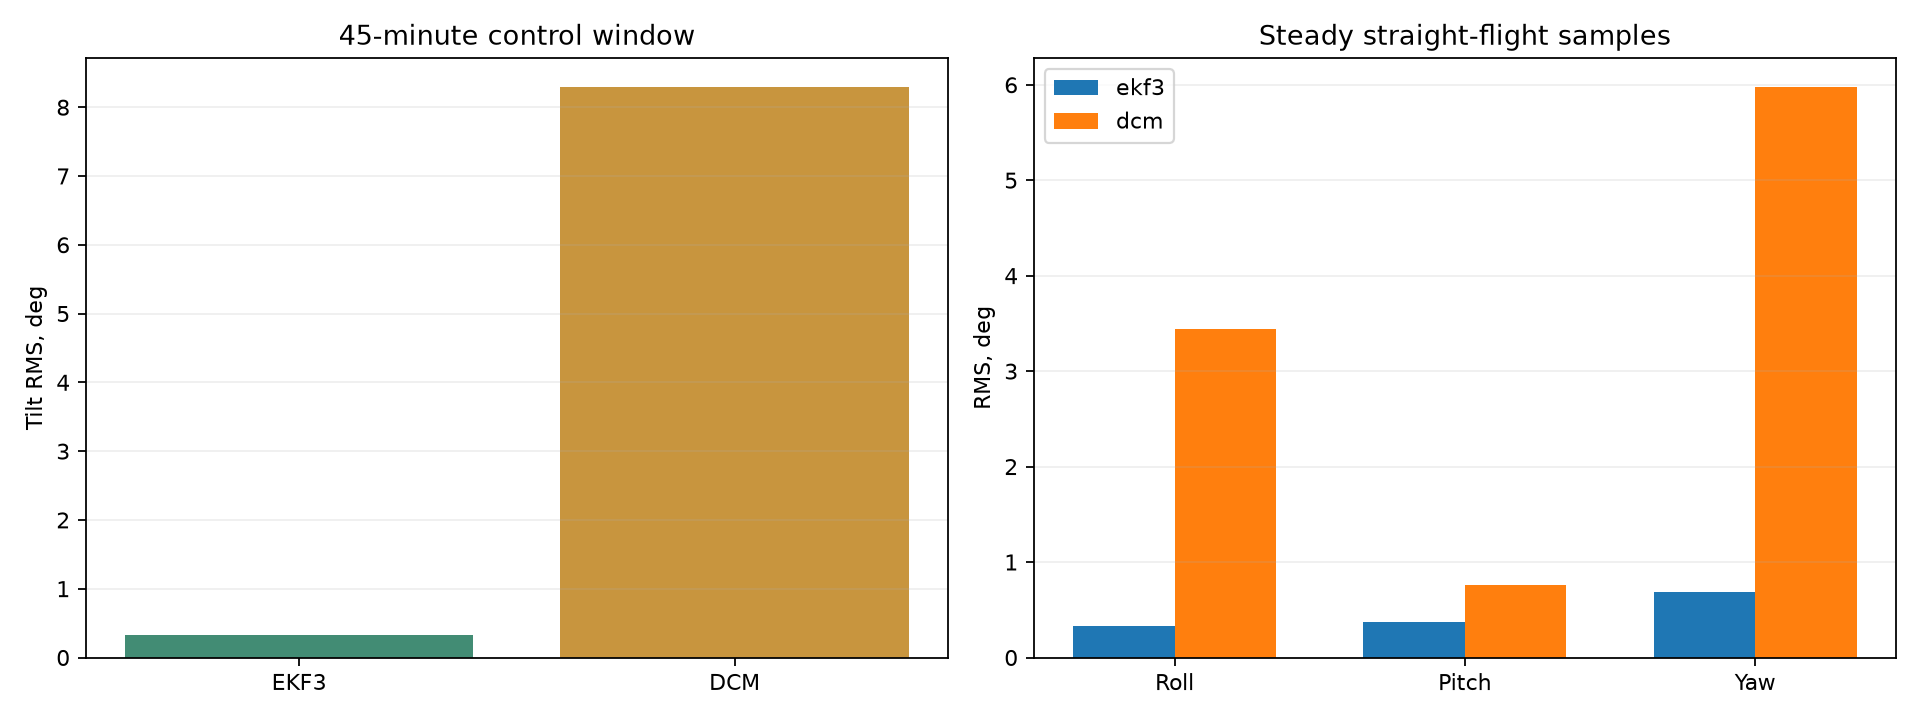 45-minute control window
Tilt RMS, deg
8
7
6
5
4
3
2
1
0
EKF3 DCM
Steady straight-flight samples
RMS, deg
ekf3
dcm
6
5
4
3
2
1
0
Roll Pitch Yaw